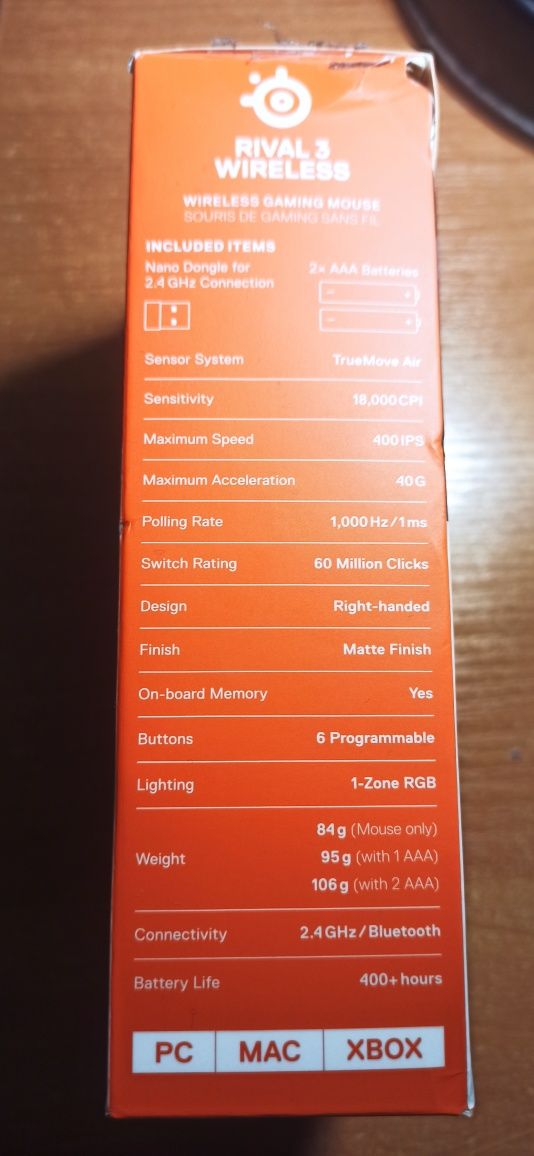 RIVAL 3
WIRELESS
WIRELESS GAMING MOUSE
SOURIS DE GAMING SANS FIL
INCLUDED ITEMS
Nano Dongle for
2.4 GHz Connection
2x AAA Batteries
Sensor System TrueMove Air
Sensitivity 18,000 CPI
Maximum Speed 400 IPS
Maximum Acceleration 40 G
Polling Rate 1,000 Hz / 1 ms
Switch Rating 60 Million Clicks
Design Right-handed
Finish Matte Finish
On-board Memory Yes
Buttons 6 Programmable
Lighting 1-Zone RGB
84 g (Mouse only)
Weight 95 g (with 1 AAA)
106 g (with 2 AAA)
Connectivity 2.4 GHz / Bluetooth
Battery Life 400+ hours
PC MAC XBOX